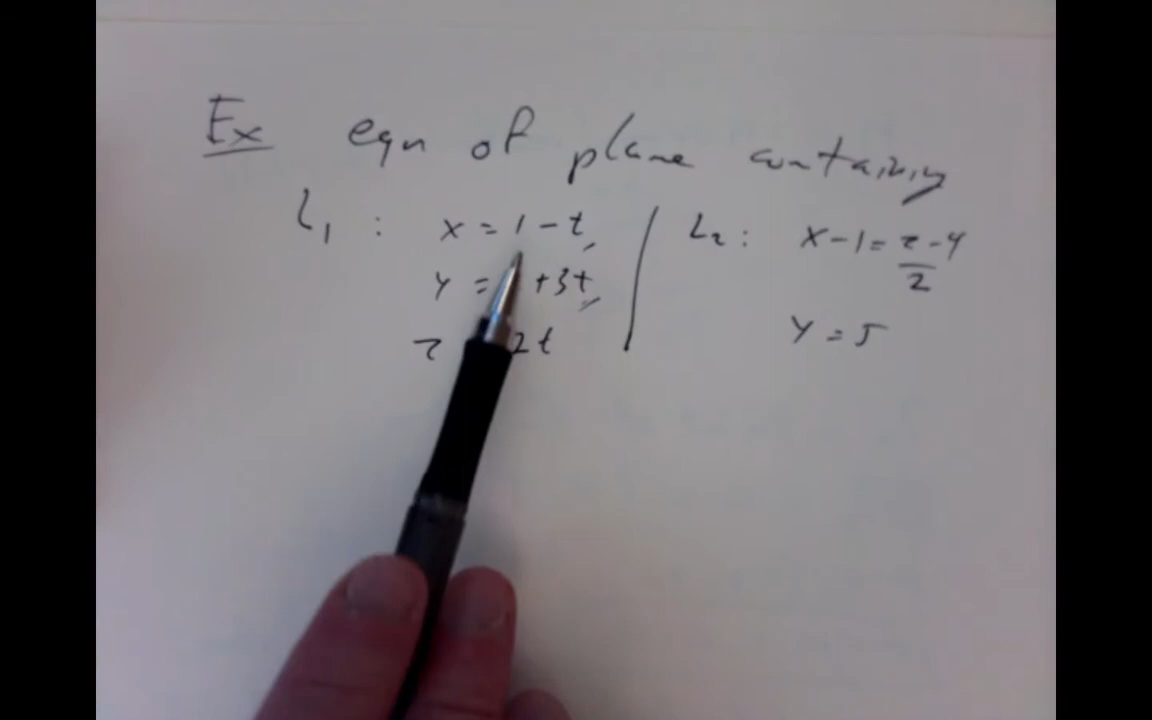 Ex eqn of plane containing
L1 : x = 1 - t, | L2 : x - 1 = z - 4 / 2
y = + 3t, y = 5
z 2t